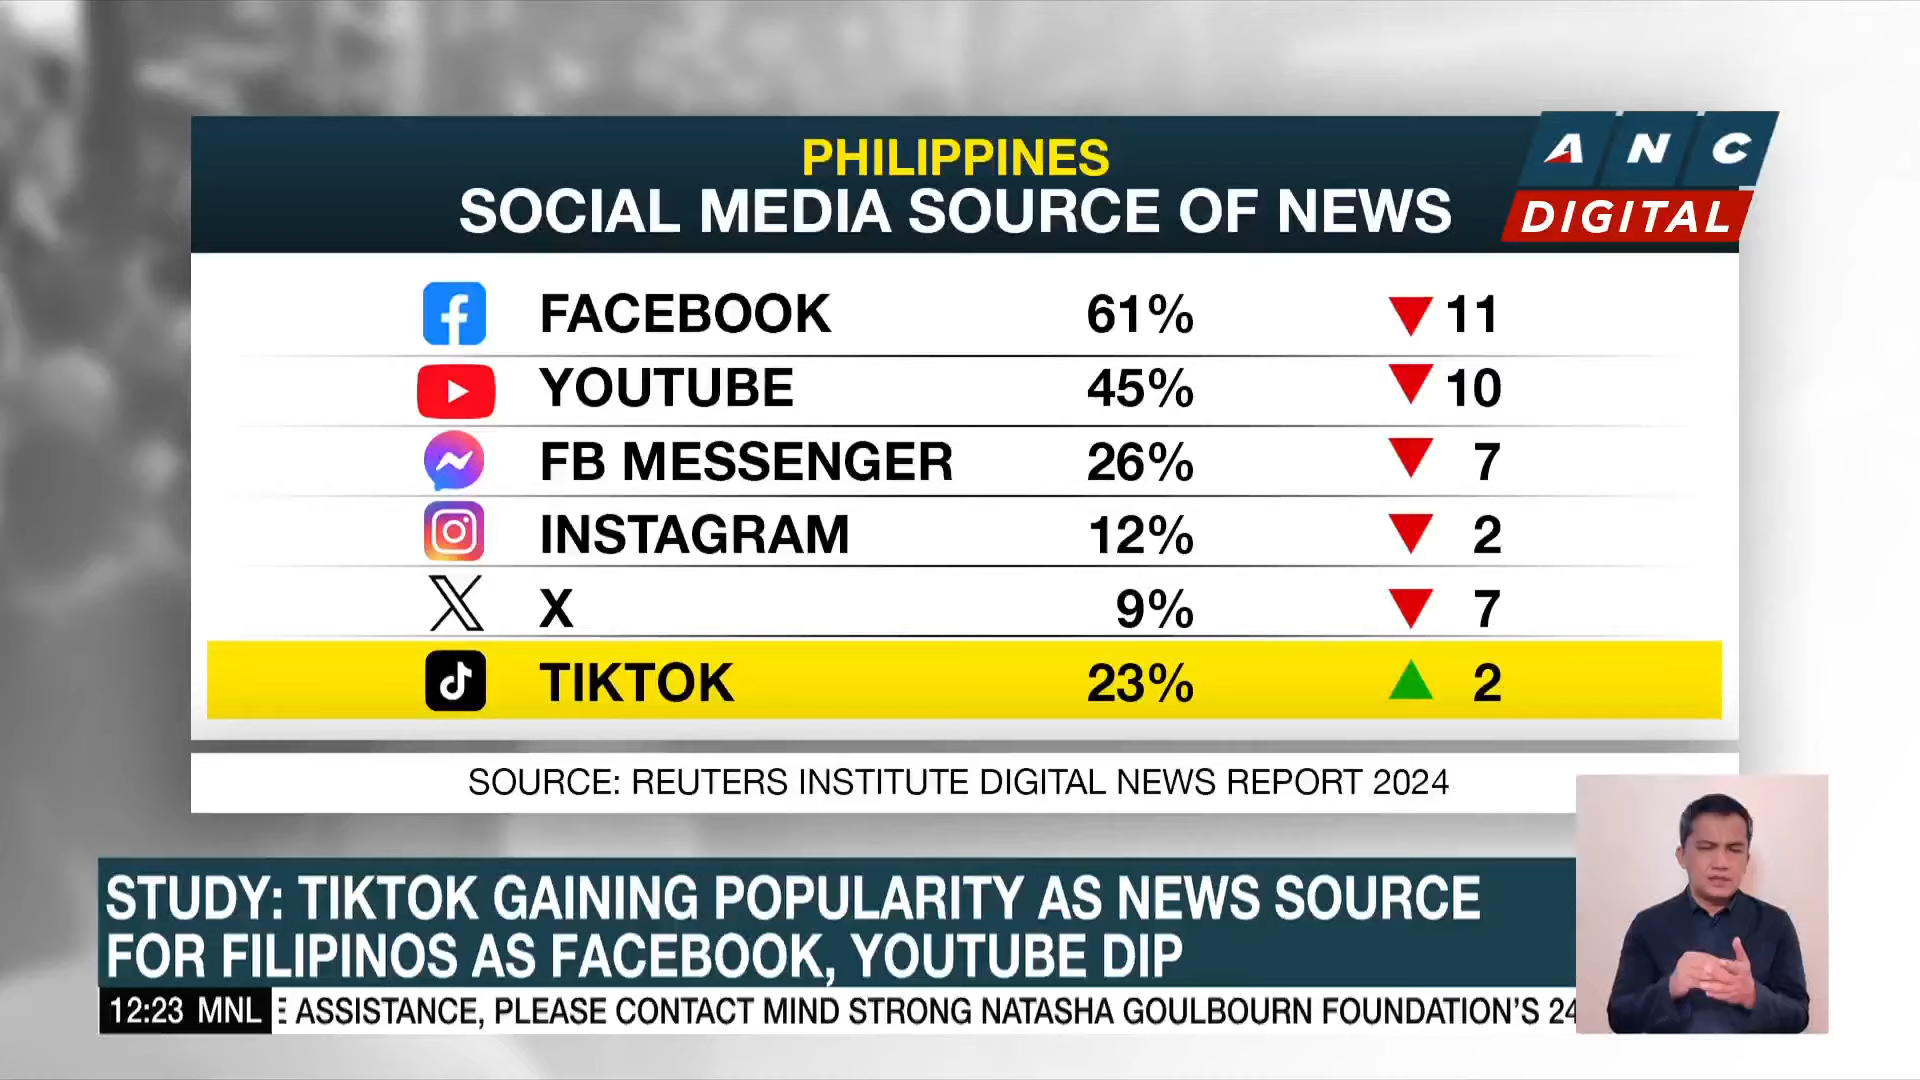 PHILIPPINES
SOCIAL MEDIA SOURCE OF NEWS
ANC
DIGITAL
FACEBOOK 61% ▼ 11
YOUTUBE 45% ▼ 10
FB MESSENGER 26% ▼ 7
INSTAGRAM 12% ▼ 2
X 9% ▼ 7
TIKTOK 23% ▲ 2
SOURCE: REUTERS INSTITUTE DIGITAL NEWS REPORT 2024
STUDY: TIKTOK GAINING POPULARITY AS NEWS SOURCE
FOR FILIPINOS AS FACEBOOK, YOUTUBE DIP
12:23 MNL E ASSISTANCE, PLEASE CONTACT MIND STRONG NATASHA GOULBOURN FOUNDATION'S 24